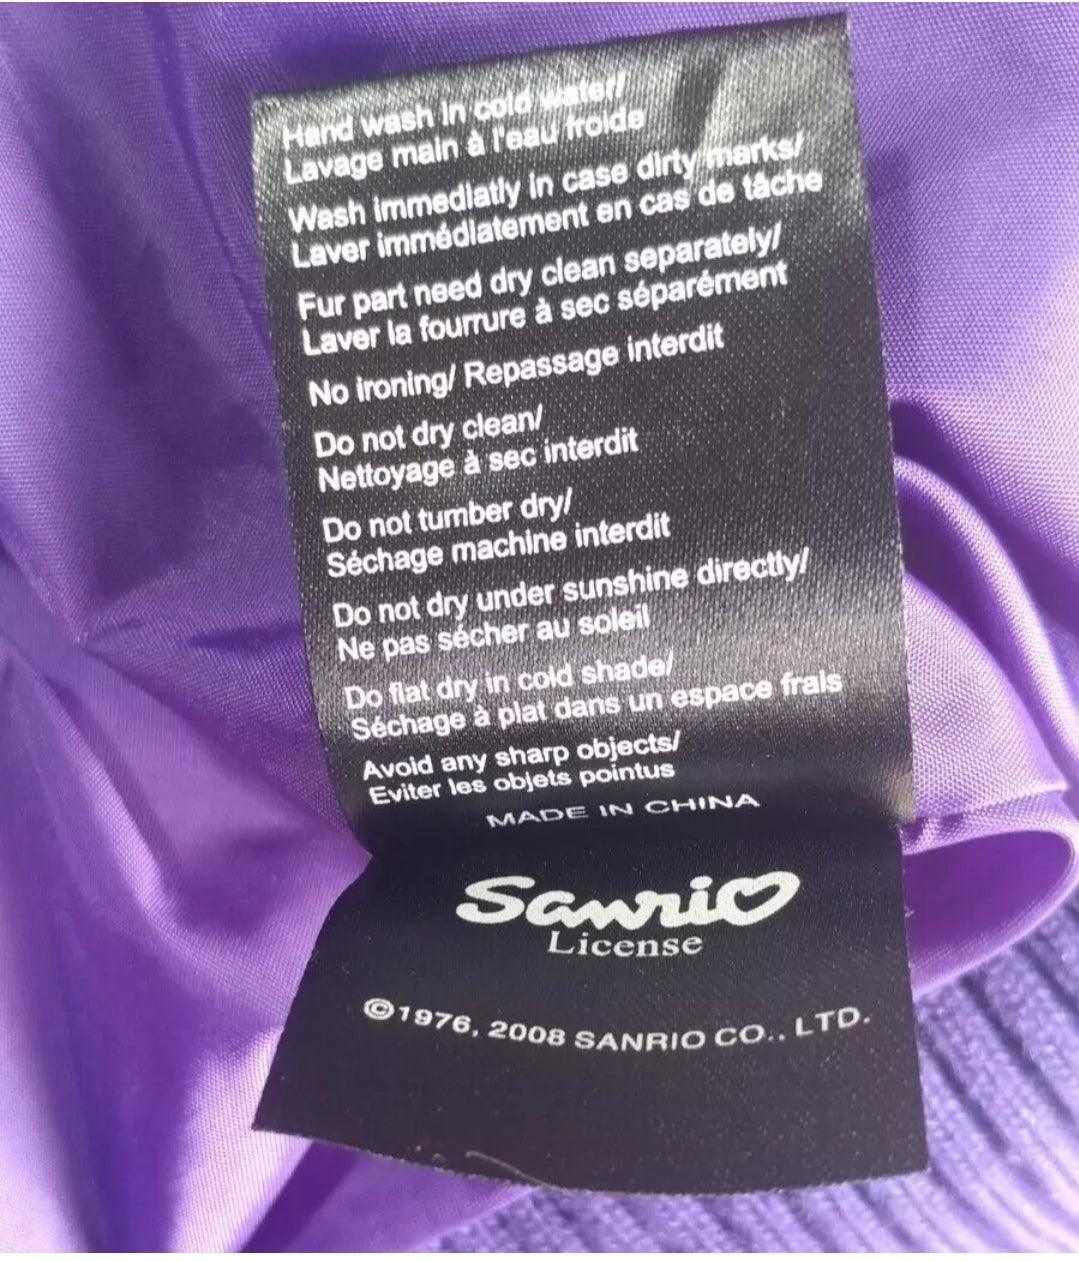 Hand wash in cold water/
Lavage main à l'eau froide
Wash immediatly in case dirty marks/
Laver immédiatement en cas de tâche
Fur part need dry clean separately/
Laver la fourrure à sec séparément
No ironing/ Repassage interdit
Do not dry clean/
Nettoyage à sec interdit
Do not tumber dry/
Séchage machine interdit
Do not dry under sunshine directly/
Ne pas sécher au soleil
Do flat dry in cold shade/
Séchage à plat dans un espace frais
Avoid any sharp objects/
Eviter les objets pointus
MADE IN CHINA
Sanrio
License
©1976, 2008 SANRIO CO., LTD.